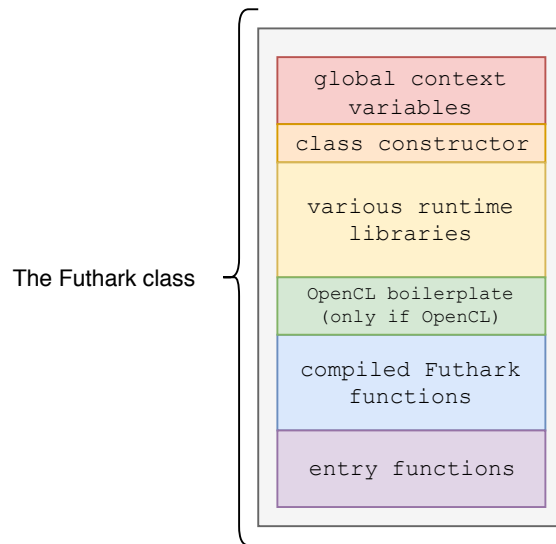 global context
variables
class constructor
various runtime
libraries
The Futhark class
OpenCL boilerplate
(only if OpenCL)
compiled Futhark
functions
entry functions